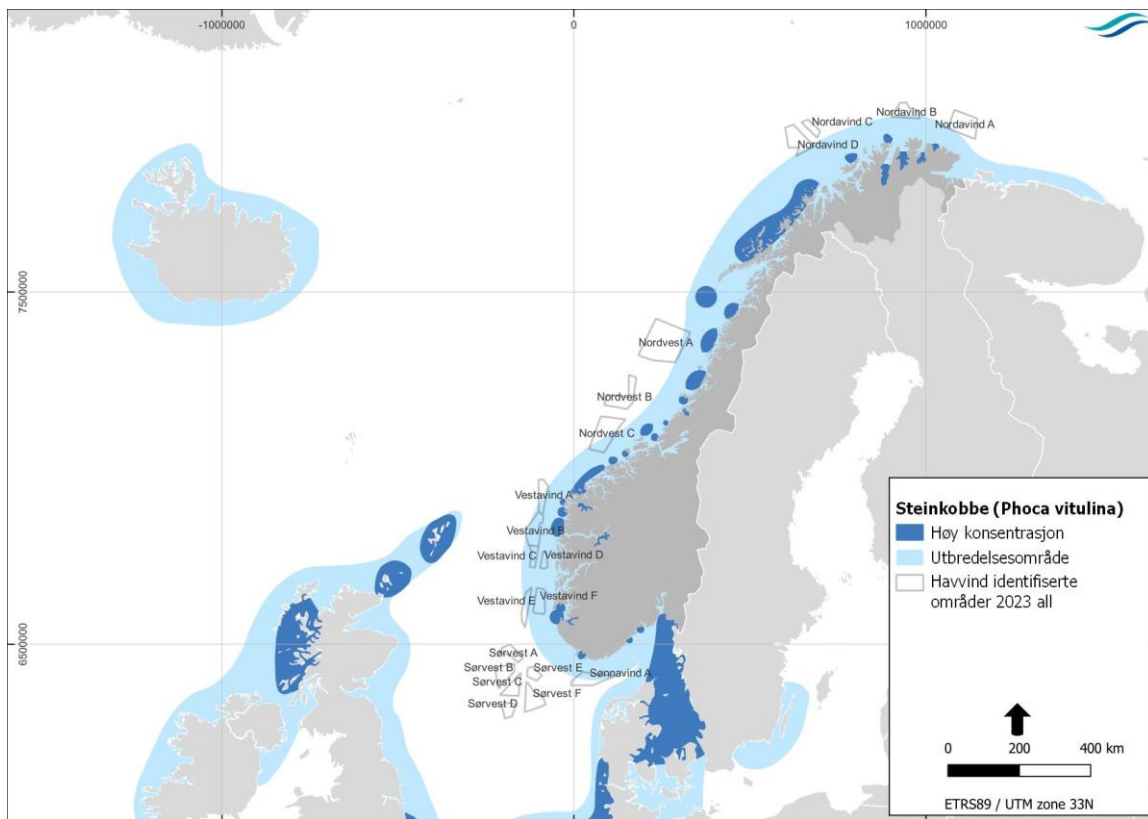 -1000000
0
1000000
Nordavind B
Nordavind C
Nordavind A
Nordavind D
7500000
Nordvest A
Nordvest B
Nordvest C
Vestavind A
Vestavind B
Vestavind C
Vestavind D
Vestavind E
Vestavind F
6500000
Sørvest A
Sørvest B
Sørvest E
Sønnavind A
Sørvest C
Sørvest F
Sørvest D
Steinkobbe (Phoca vitulina)
Høy konsentrasjon
Utbredelsesområde
Havvind identifiserte
områder 2023 all
0 200 400 km
ETRS89 / UTM zone 33N